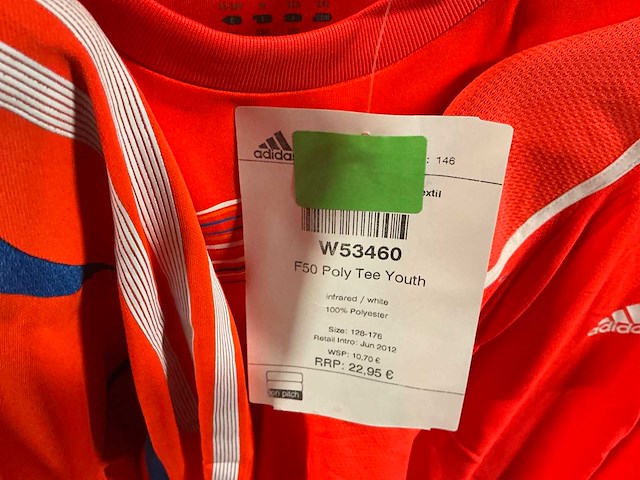 adidas
: 146
extil
W53460
F50 Poly Tee Youth
infrared / white
100% Polyester
Size: 128-176
Retail Intro: Jun 2012
WSP: 10,70 €
RRP: 22,95 €
on pitch
adidas